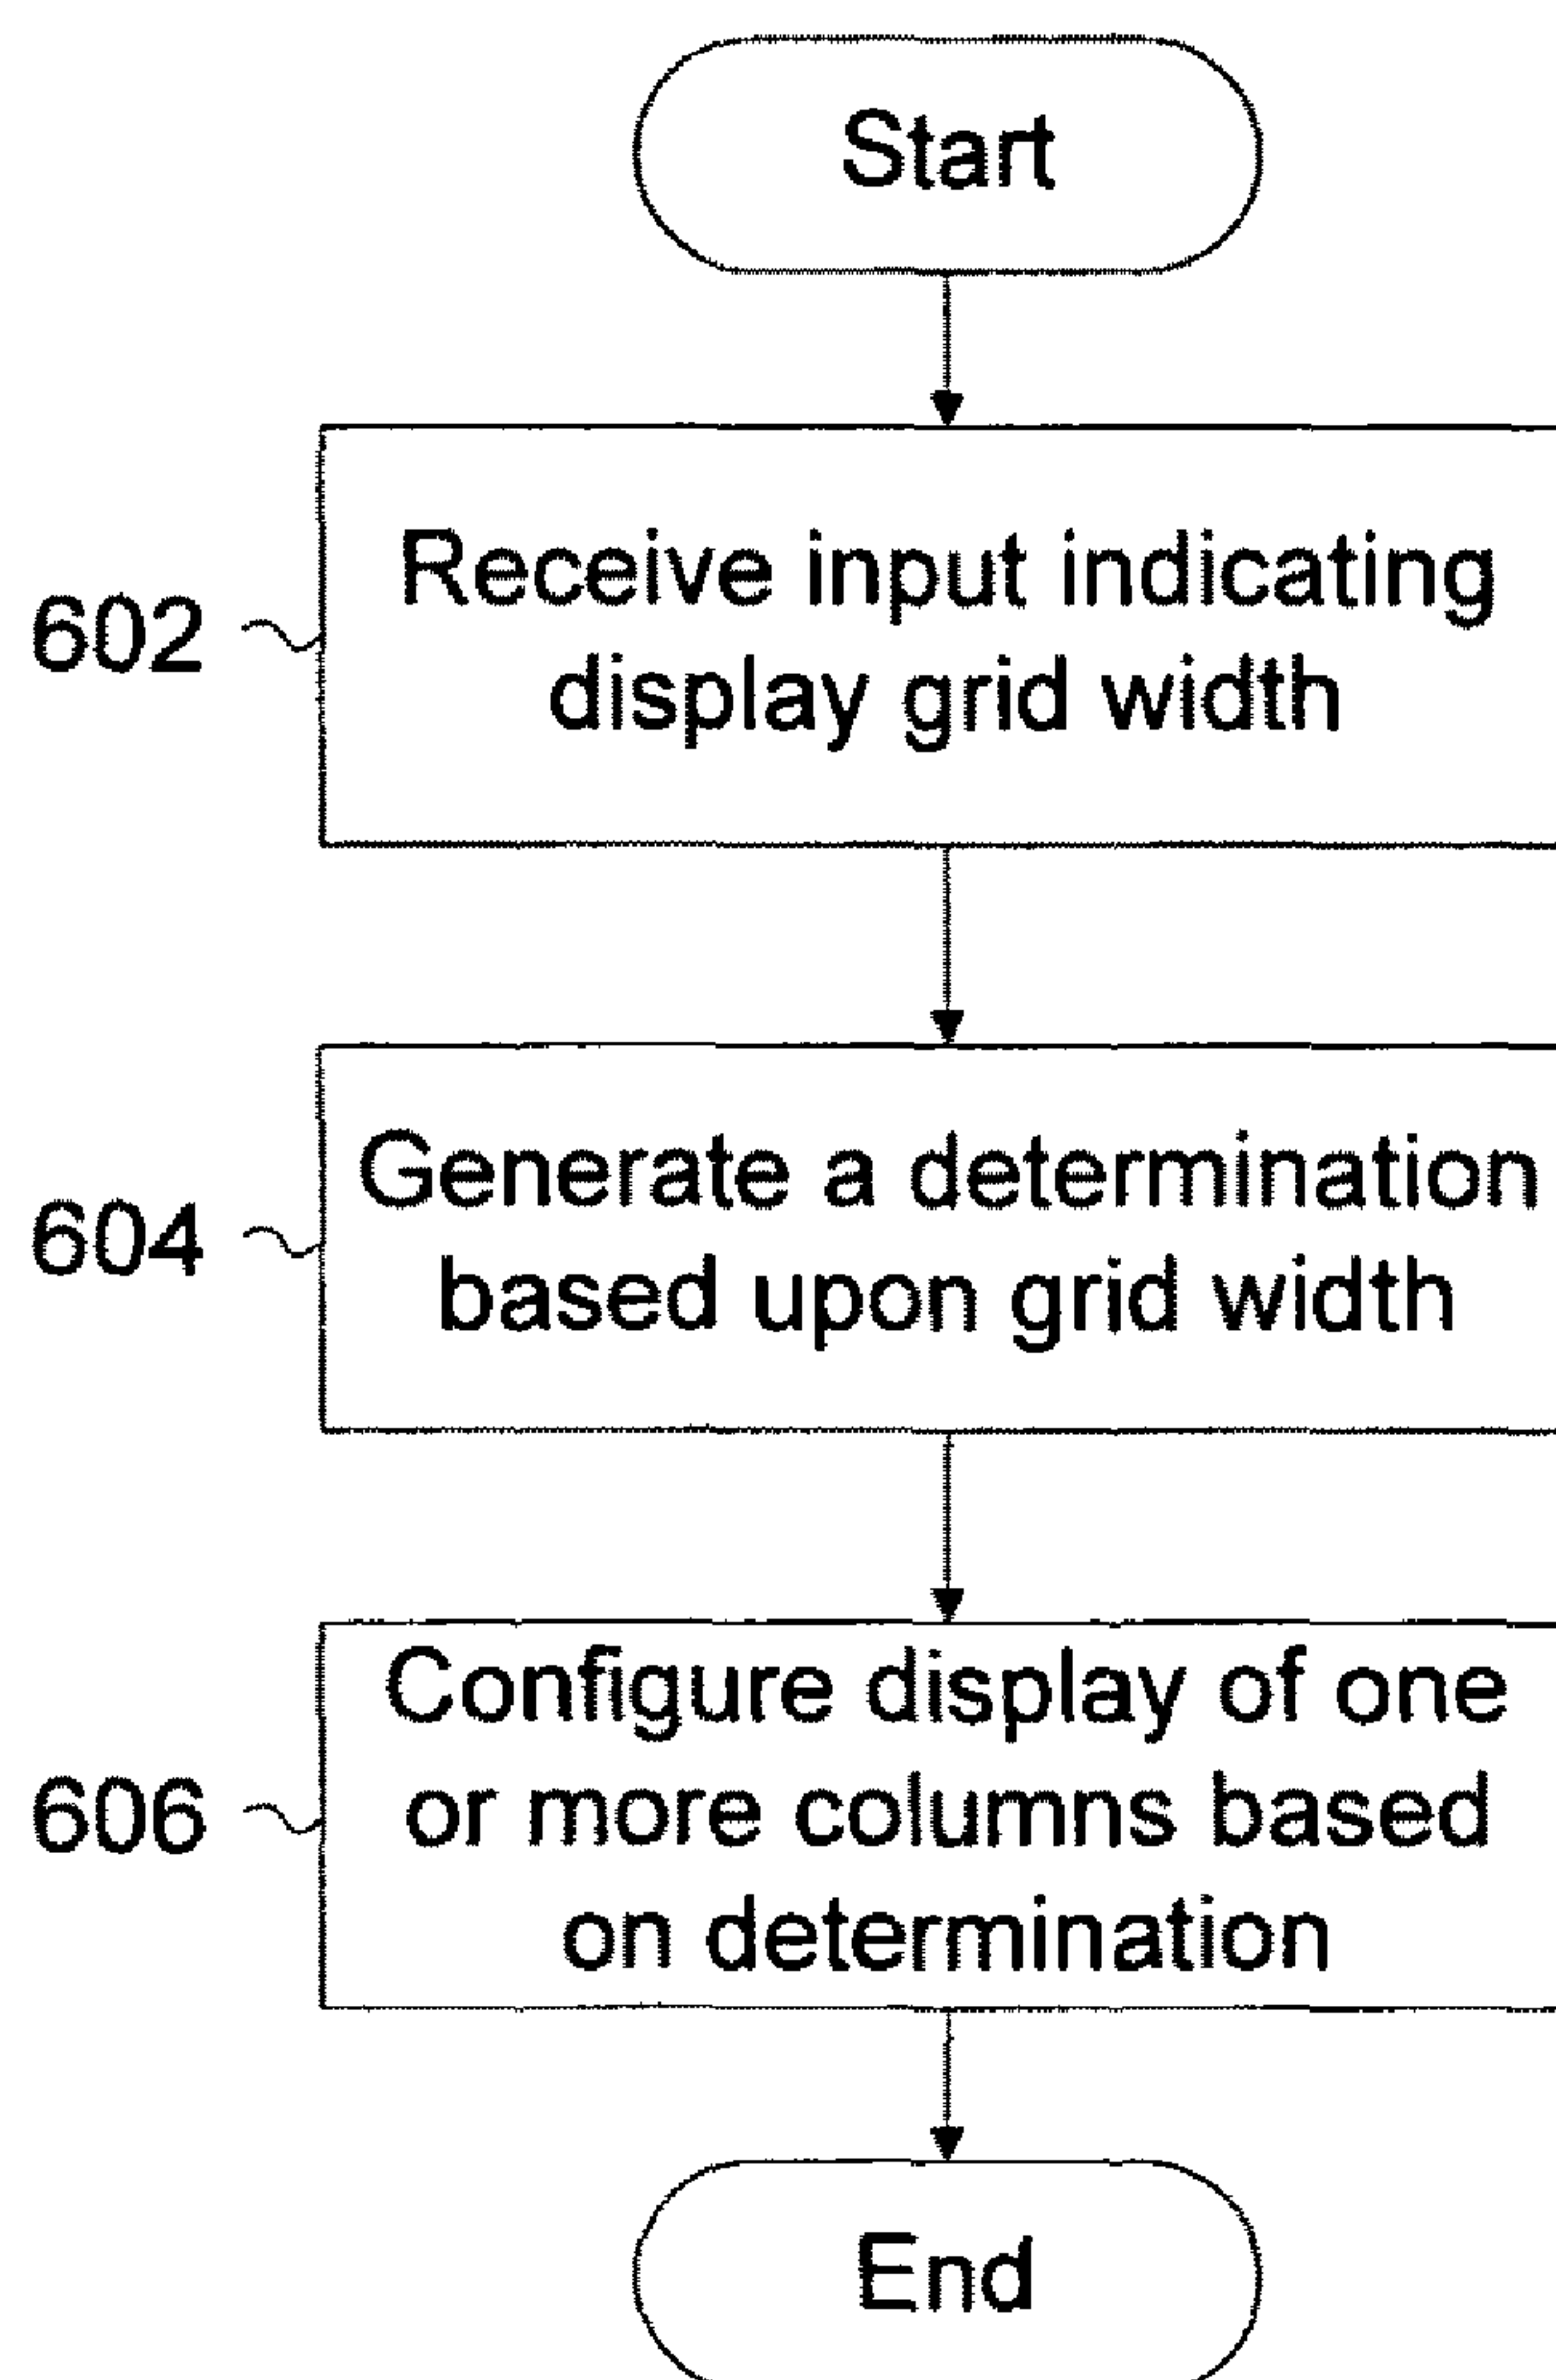 Start
602
Receive input indicating
display grid width
604
Generate a determination
based upon grid width
606
Configure display of one
or more columns based
on determination
End